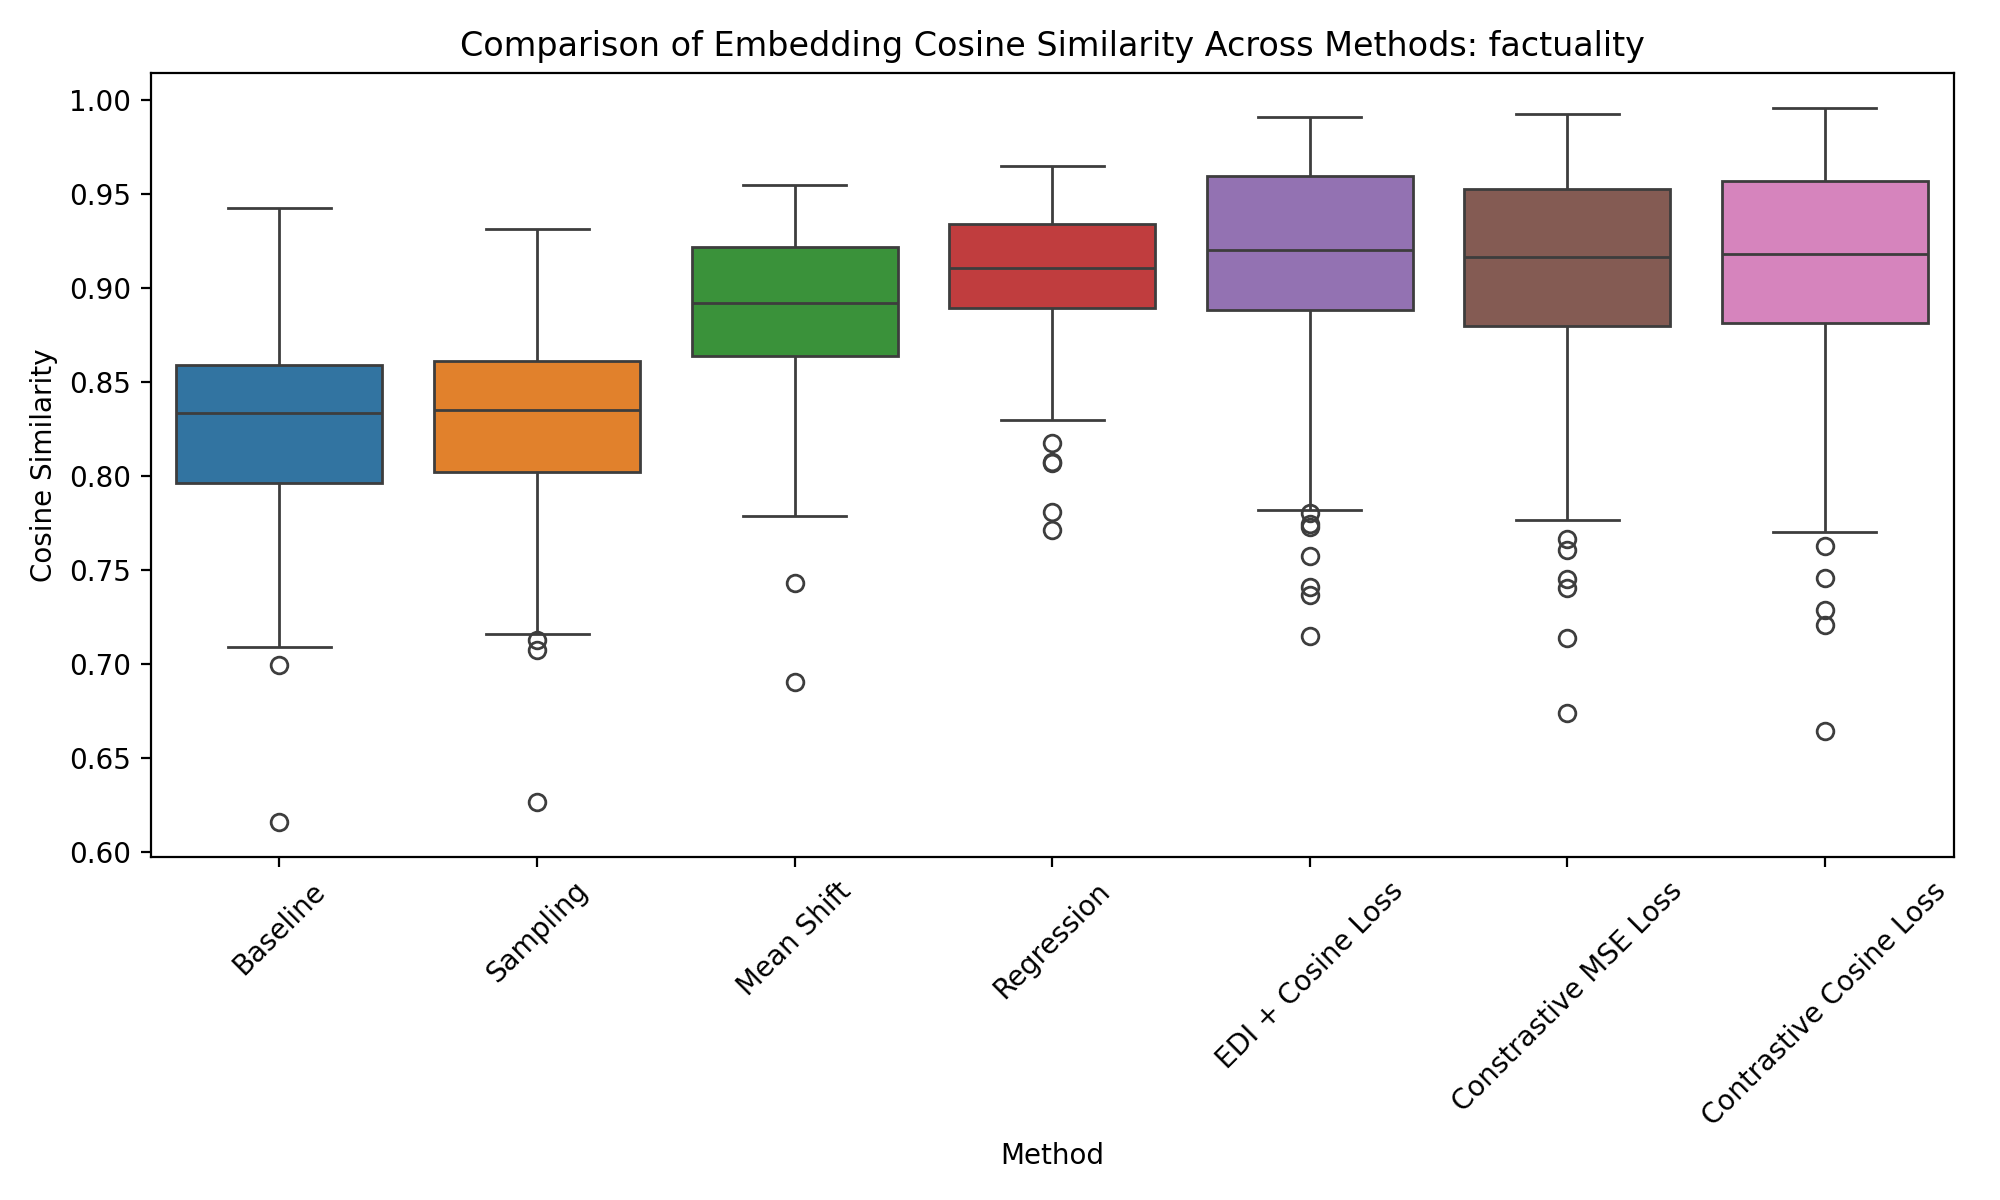 Comparison of Embedding Cosine Similarity Across Methods: factuality
Cosine Similarity
1.00
0.95
0.90
0.85
0.80
0.75
0.70
0.65
0.60
Baseline
Sampling
Mean Shift
Regression
EDI + Cosine Loss
Constrastive MSE Loss
Contrastive Cosine Loss
Method